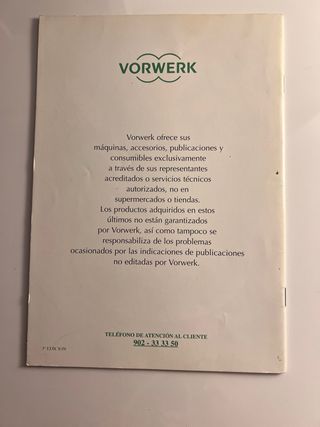 VORWERK
Vorwerk ofrece sus
máquinas, accesorios, publicaciones y
consumibles exclusivamente
a través de sus representantes
acreditados o servicios técnicos
autorizados, no en
supermercados o tiendas.
Los productos adquiridos en estos
últimos no están garantizados
por Vorwerk, así como tampoco se
responsabiliza de los problemas
ocasionados por las indicaciones de publicaciones
no editadas por Vorwerk.
TELÉFONO DE ATENCIÓN AL CLIENTE
902 - 33 33 50